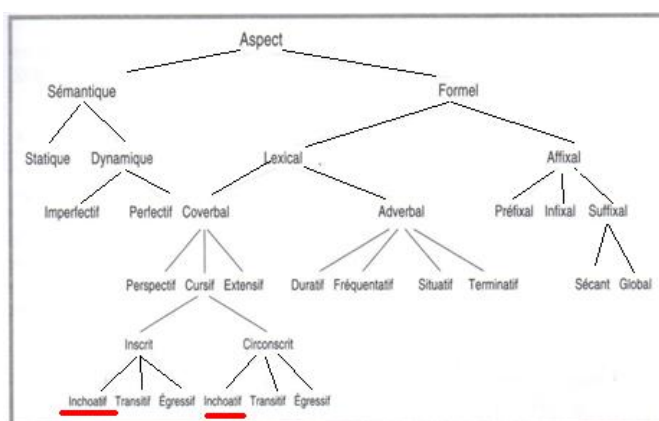 Aspect
Sémantique Formel
Statique Dynamique Lexical Affixal
Imperfectif Perfectif Coverbal Adverbal Préfixal Infixal Suffixal
Perspectif Cursif Extensif Duratif Fréquentatif Situatif Terminatif Sécant Global
Inscrit Circonscrit
Inchoatif Transitif Égressif Inchoatif Transitif Égressif